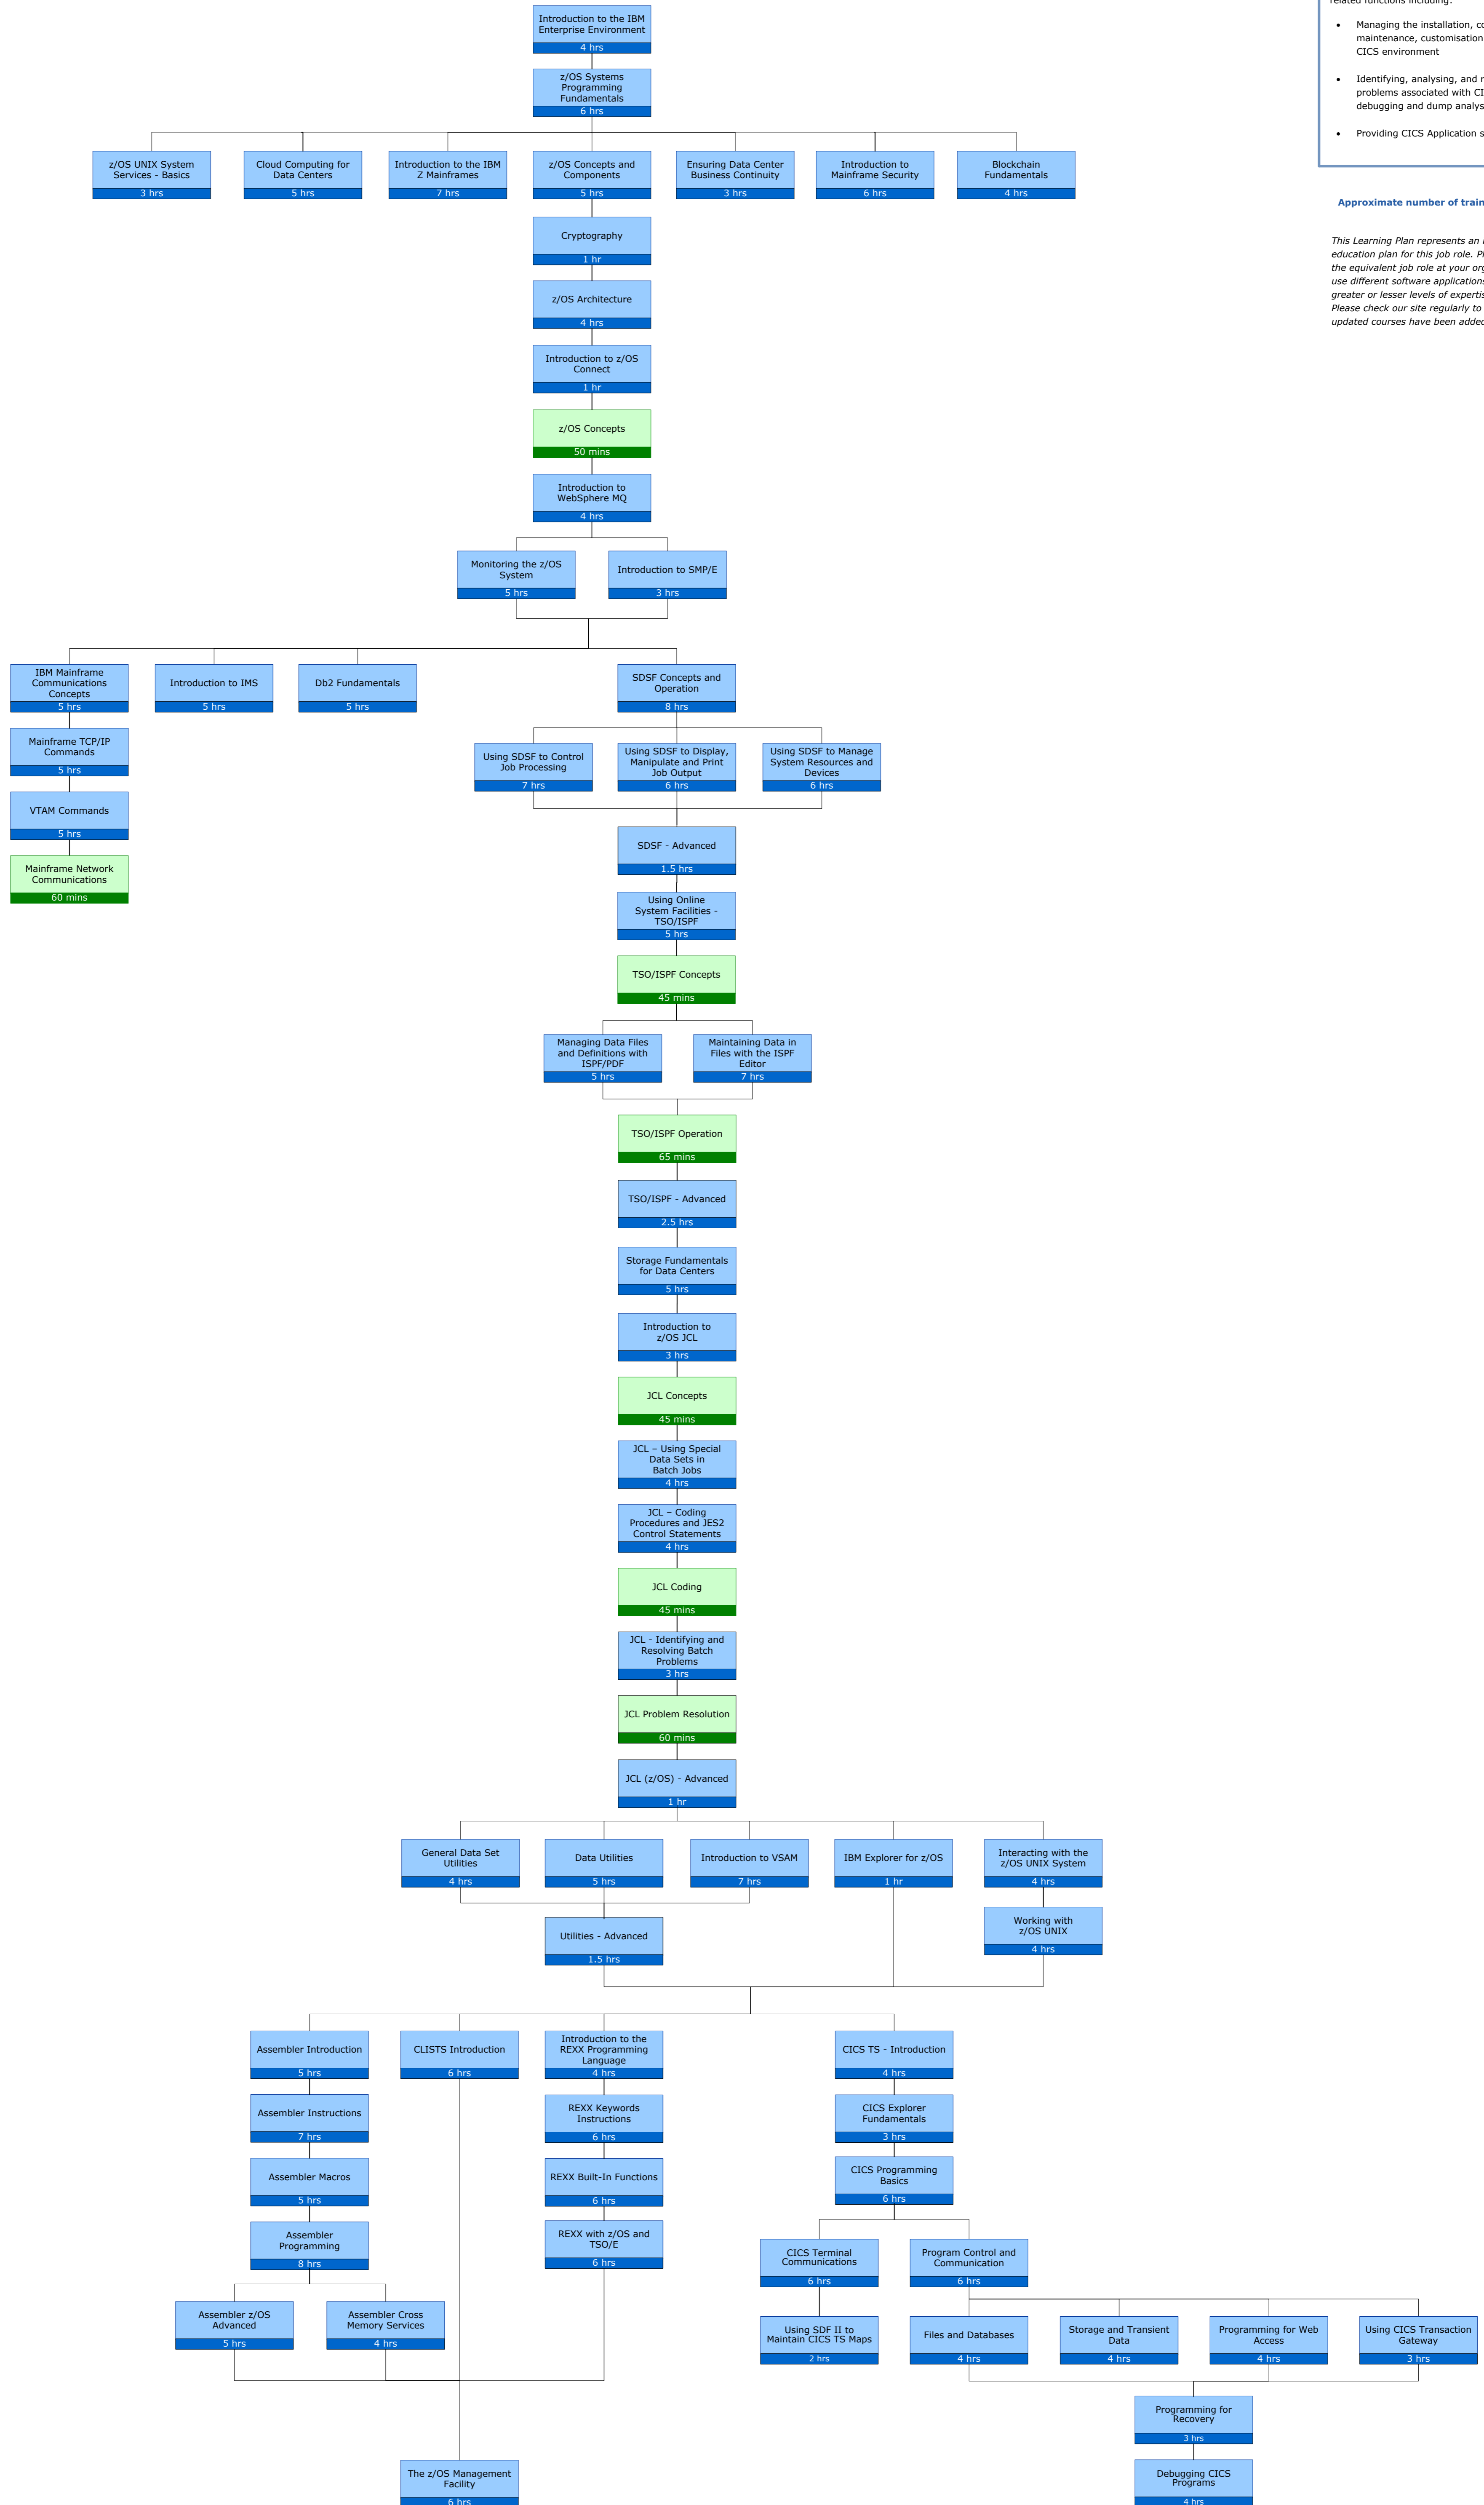 Introduction to the IBM
Enterprise Environment
4 hrs
z/OS Systems
Programming
Fundamentals
6 hrs
z/OS UNIX System
Services - Basics
3 hrs
Cloud Computing for
Data Centers
5 hrs
Introduction to the IBM
Z Mainframes
7 hrs
z/OS Concepts and
Components
5 hrs
Ensuring Data Center
Business Continuity
3 hrs
Introduction to
Mainframe Security
6 hrs
Blockchain
Fundamentals
4 hrs
Cryptography
1 hr
z/OS Architecture
4 hrs
Introduction to z/OS
Connect
1 hr
z/OS Concepts
50 mins
Introduction to
WebSphere MQ
4 hrs
Monitoring the z/OS
System
5 hrs
Introduction to SMP/E
3 hrs
IBM Mainframe
Communications
Concepts
5 hrs
Introduction to IMS
5 hrs
Db2 Fundamentals
5 hrs
SDSF Concepts and
Operation
8 hrs
Mainframe TCP/IP
Commands
5 hrs
VTAM Commands
5 hrs
Mainframe Network
Communications
60 mins
Using SDSF to Control
Job Processing
7 hrs
Using SDSF to Display,
Manipulate and Print
Job Output
6 hrs
Using SDSF to Manage
System Resources and
Devices
6 hrs
SDSF - Advanced
1.5 hrs
Using Online
System Facilities -
TSO/ISPF
5 hrs
TSO/ISPF Concepts
45 mins
Managing Data Files
and Definitions with
ISPF/PDF
5 hrs
Maintaining Data in
Files with the ISPF
Editor
7 hrs
TSO/ISPF Operation
65 mins
TSO/ISPF - Advanced
2.5 hrs
Storage Fundamentals
for Data Centers
5 hrs
Introduction to
z/OS JCL
3 hrs
JCL Concepts
45 mins
JCL – Using Special
Data Sets in
Batch Jobs
4 hrs
JCL – Coding
Procedures and JES2
Control Statements
4 hrs
JCL Coding
45 mins
JCL - Identifying and
Resolving Batch
Problems
3 hrs
JCL Problem Resolution
60 mins
JCL (z/OS) - Advanced
1 hr
General Data Set
Utilities
4 hrs
Data Utilities
5 hrs
Introduction to VSAM
7 hrs
IBM Explorer for z/OS
1 hr
Interacting with the
z/OS UNIX System
4 hrs
Utilities - Advanced
1.5 hrs
Working with
z/OS UNIX
4 hrs
Assembler Introduction
5 hrs
CLISTS Introduction
6 hrs
Introduction to the
REXX Programming
Language
4 hrs
CICS TS - Introduction
4 hrs
Assembler Instructions
7 hrs
REXX Keywords
Instructions
6 hrs
CICS Explorer
Fundamentals
3 hrs
Assembler Macros
5 hrs
REXX Built-In Functions
6 hrs
CICS Programming
Basics
6 hrs
Assembler
Programming
8 hrs
REXX with z/OS and
TSO/E
6 hrs
CICS Terminal
Communications
6 hrs
Program Control and
Communication
6 hrs
Assembler z/OS
Advanced
5 hrs
Assembler Cross
Memory Services
4 hrs
Using SDF II to
Maintain CICS TS Maps
2 hrs
Files and Databases
4 hrs
Storage and Transient
Data
4 hrs
Programming for Web
Access
4 hrs
Using CICS Transaction
Gateway
3 hrs
Programming for
Recovery
3 hrs
The z/OS Management
Facility
6 hrs
Debugging CICS
Programs
4 hrs
related functions including:
• Managing the installation, co
maintenance, customisation
CICS environment
• Identifying, analysing, and r
problems associated with CI
debugging and dump analys
• Providing CICS Application s
Approximate number of train
This Learning Plan represents an
education plan for this job role. Pl
the equivalent job role at your org
use different software applications
greater or lesser levels of expertis
Please check our site regularly to
updated courses have been added